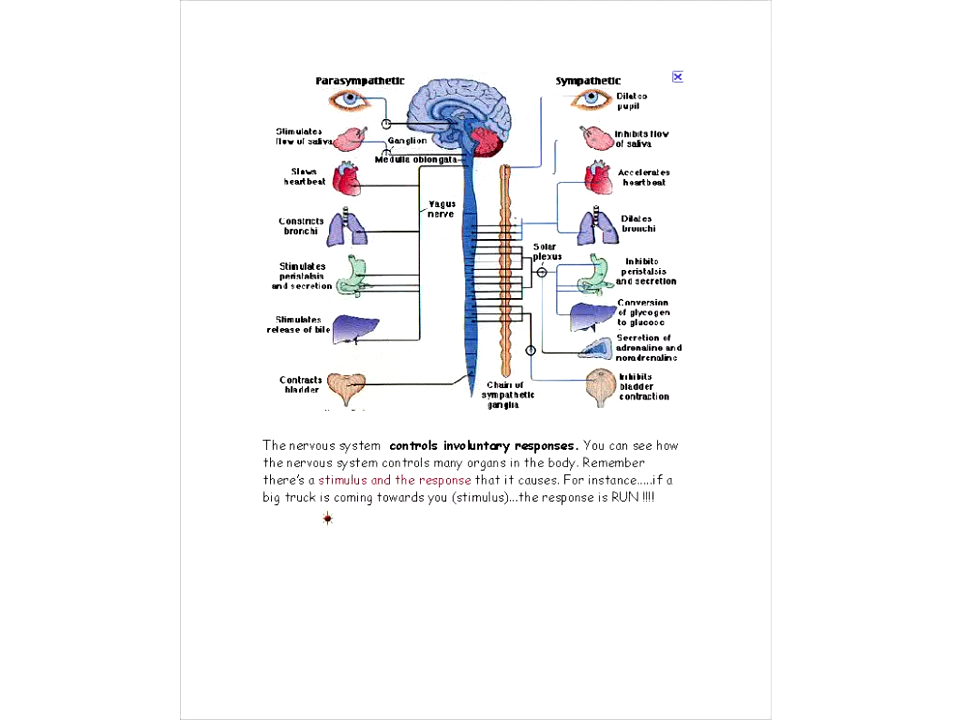 Parasympathetic
Sympathetic
Dilates
pupil
Stimulates
flow of saliva
Ganglion
Medulla oblongata
Inhibits flow
of saliva
Slows
heartbeat
Accelerates
heartbeat
Vagus
nerve
Constricts
bronchi
Dilates
bronchi
Solar
plexus
Stimulates
peristalsis
and secretion
Inhibits
peristalsis
and secretion
Conversion
of glycogen
to glucose
Stimulates
release of bile
Secretion of
adrenaline and
noradrenaline
Contracts
bladder
Chain of
sympathetic
ganglia
Inhibits
bladder
contraction
The nervous system controls involuntary responses. You can see how
the nervous system controls many organs in the body. Remember
there's a stimulus and the response that it causes. For instance.....if a
big truck is coming towards you (stimulus)...the response is RUN !!!!